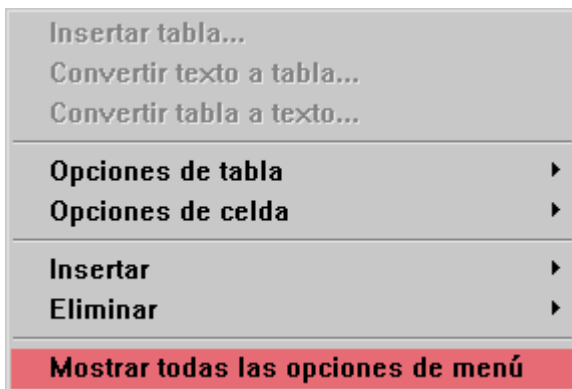 Insertar tabla...
Convertir texto a tabla...
Convertir tabla a texto...
Opciones de tabla
Opciones de celda
Insertar
Eliminar
Mostrar todas las opciones de menú